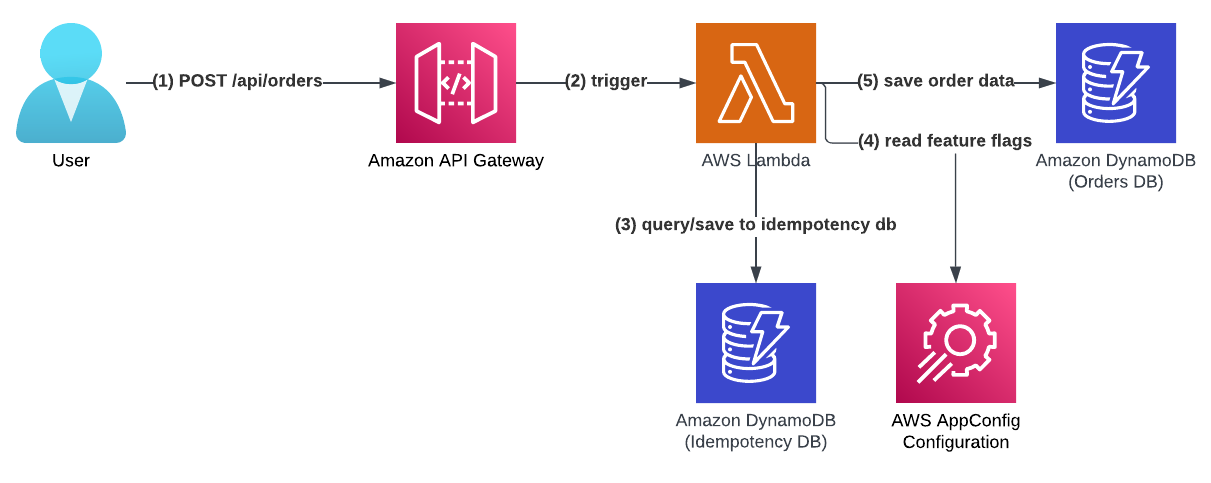 (1) POST /api/orders
(2) trigger
(5) save order data
(4) read feature flags
User
Amazon API Gateway
AWS Lambda
Amazon DynamoDB
(Orders DB)
(3) query/save to idempotency db
Amazon DynamoDB
(Idempotency DB)
AWS AppConfig
Configuration